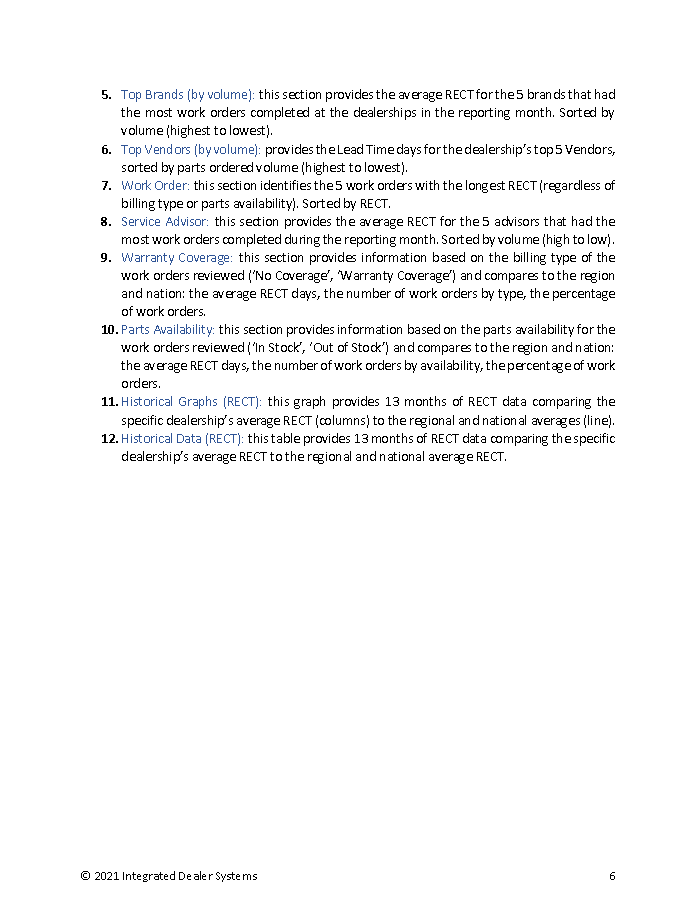 5. Top Brands (by volume): this section provides the average RECT for the 5 brands that had
the most work orders completed at the dealerships in the reporting month. Sorted by
volume (highest to lowest).
6. Top Vendors (by volume): provides the Lead Time days for the dealership's top 5 Vendors,
sorted by parts ordered volume (highest to lowest).
7. Work Order: this section identifies the 5 work orders with the longest RECT (regardless of
billing type or parts availability). Sorted by RECT.
8. Service Advisor: this section provides the average RECT for the 5 advisors that had the
most work orders completed during the reporting month. Sorted by volume (high to low).
9. Warranty Coverage: this section provides information based on the billing type of the
work orders reviewed ('No Coverage', 'Warranty Coverage') and compares to the region
and nation: the average RECT days, the number of work orders by type, the percentage
of work orders.
10. Parts Availability: this section provides information based on the parts availability for the
work orders reviewed ('In Stock', 'Out of Stock') and compares to the region and nation:
the average RECT days, the number of work orders by availability, the percentage of work
orders.
11. Historical Graphs (RECT): this graph provides 13 months of RECT data comparing the
specific dealership's average RECT (columns) to the regional and national averages (line).
12. Historical Data (RECT): this table provides 13 months of RECT data comparing the specific
dealership's average RECT to the regional and national average RECT.
© 2021 Integrated Dealer Systems 6